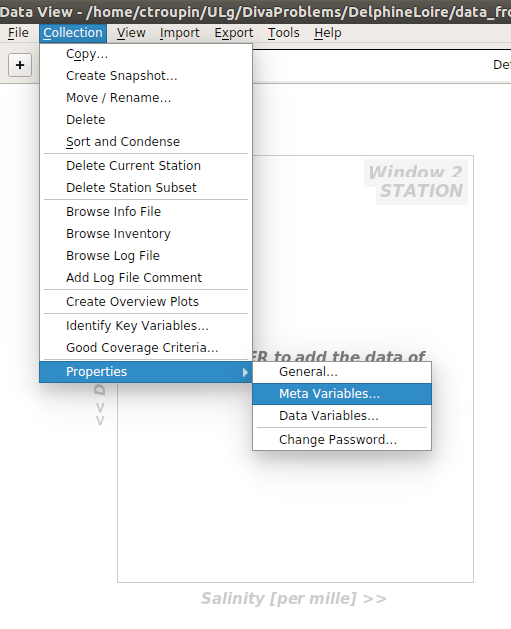 Data View - /home/ctroupin/ULg/DivaProblems/DelphineLoire/data_fro
File Collection View Import Export Tools Help
+ De
Copy...
Create Snapshot...
Move / Rename...
Delete
Sort and Condense
Delete Current Station
Delete Station Subset
Browse Info File
Browse Inventory
Browse Log File
Add Log File Comment
Create Overview Plots
Identify Key Variables...
Good Coverage Criteria...
Properties
General...
Meta Variables...
Data Variables...
Change Password...
Window 2
STATION
ER to add the data of
<< D
Salinity [per mille] >>